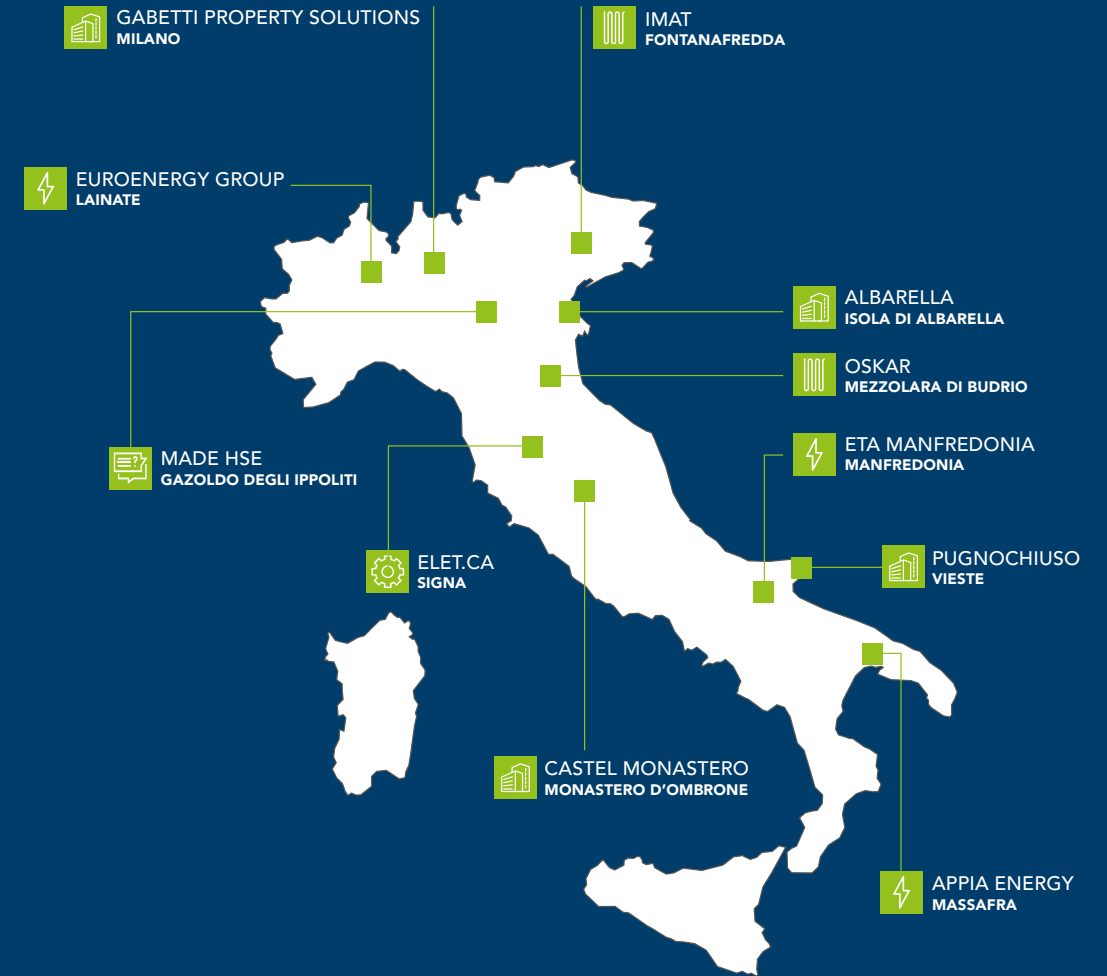 GABETTI PROPERTY SOLUTIONS
MILANO
IMAT
FONTANAFREDDA
EUROENERGY GROUP
LAINATE
ALBARELLA
ISOLA DI ALBARELLA
OSKAR
MEZZOLARA DI BUDRIO
ETA MANFREDONIA
MANFREDONIA
MADE HSE
GAZOLDO DEGLI IPPOLITI
ELET.CA
SIGNA
PUGNOCHIUSO
VIESTE
CASTEL MONASTERO
MONASTERO D’OMBRONE
APPIA ENERGY
MASSAFRA